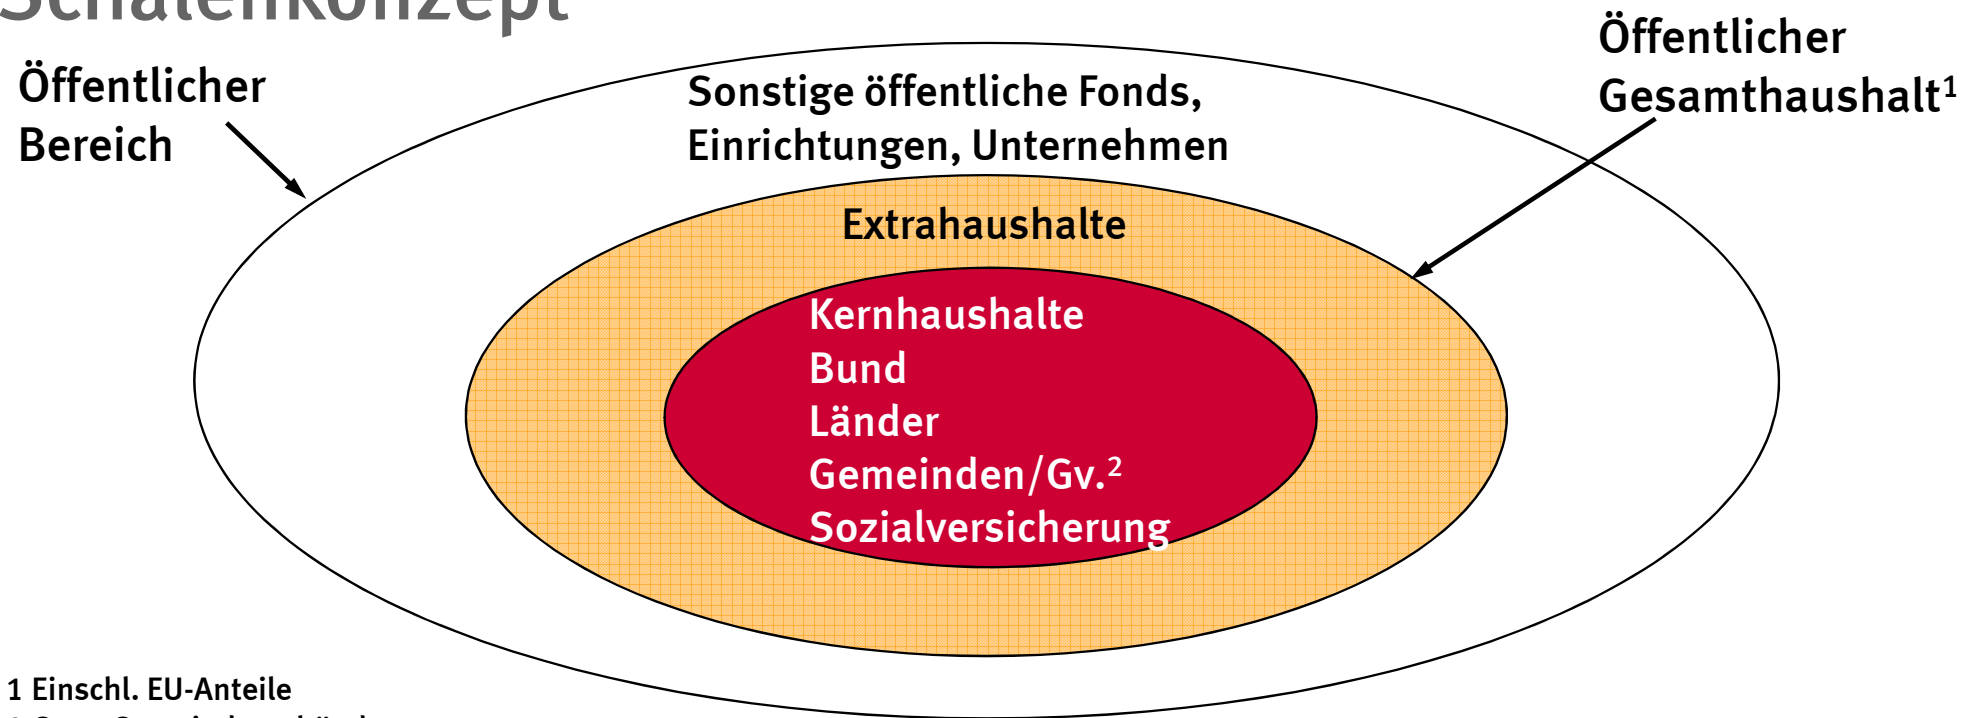 Schalenkonzept
Öffentlicher
Bereich
Sonstige öffentliche Fonds,
Einrichtungen, Unternehmen
Öffentlicher
Gesamthaushalt¹
Extrahaushalte
Kernhaushalte
Bund
Länder
Gemeinden/Gv.²
Sozialversicherung
1 Einschl. EU-Anteile